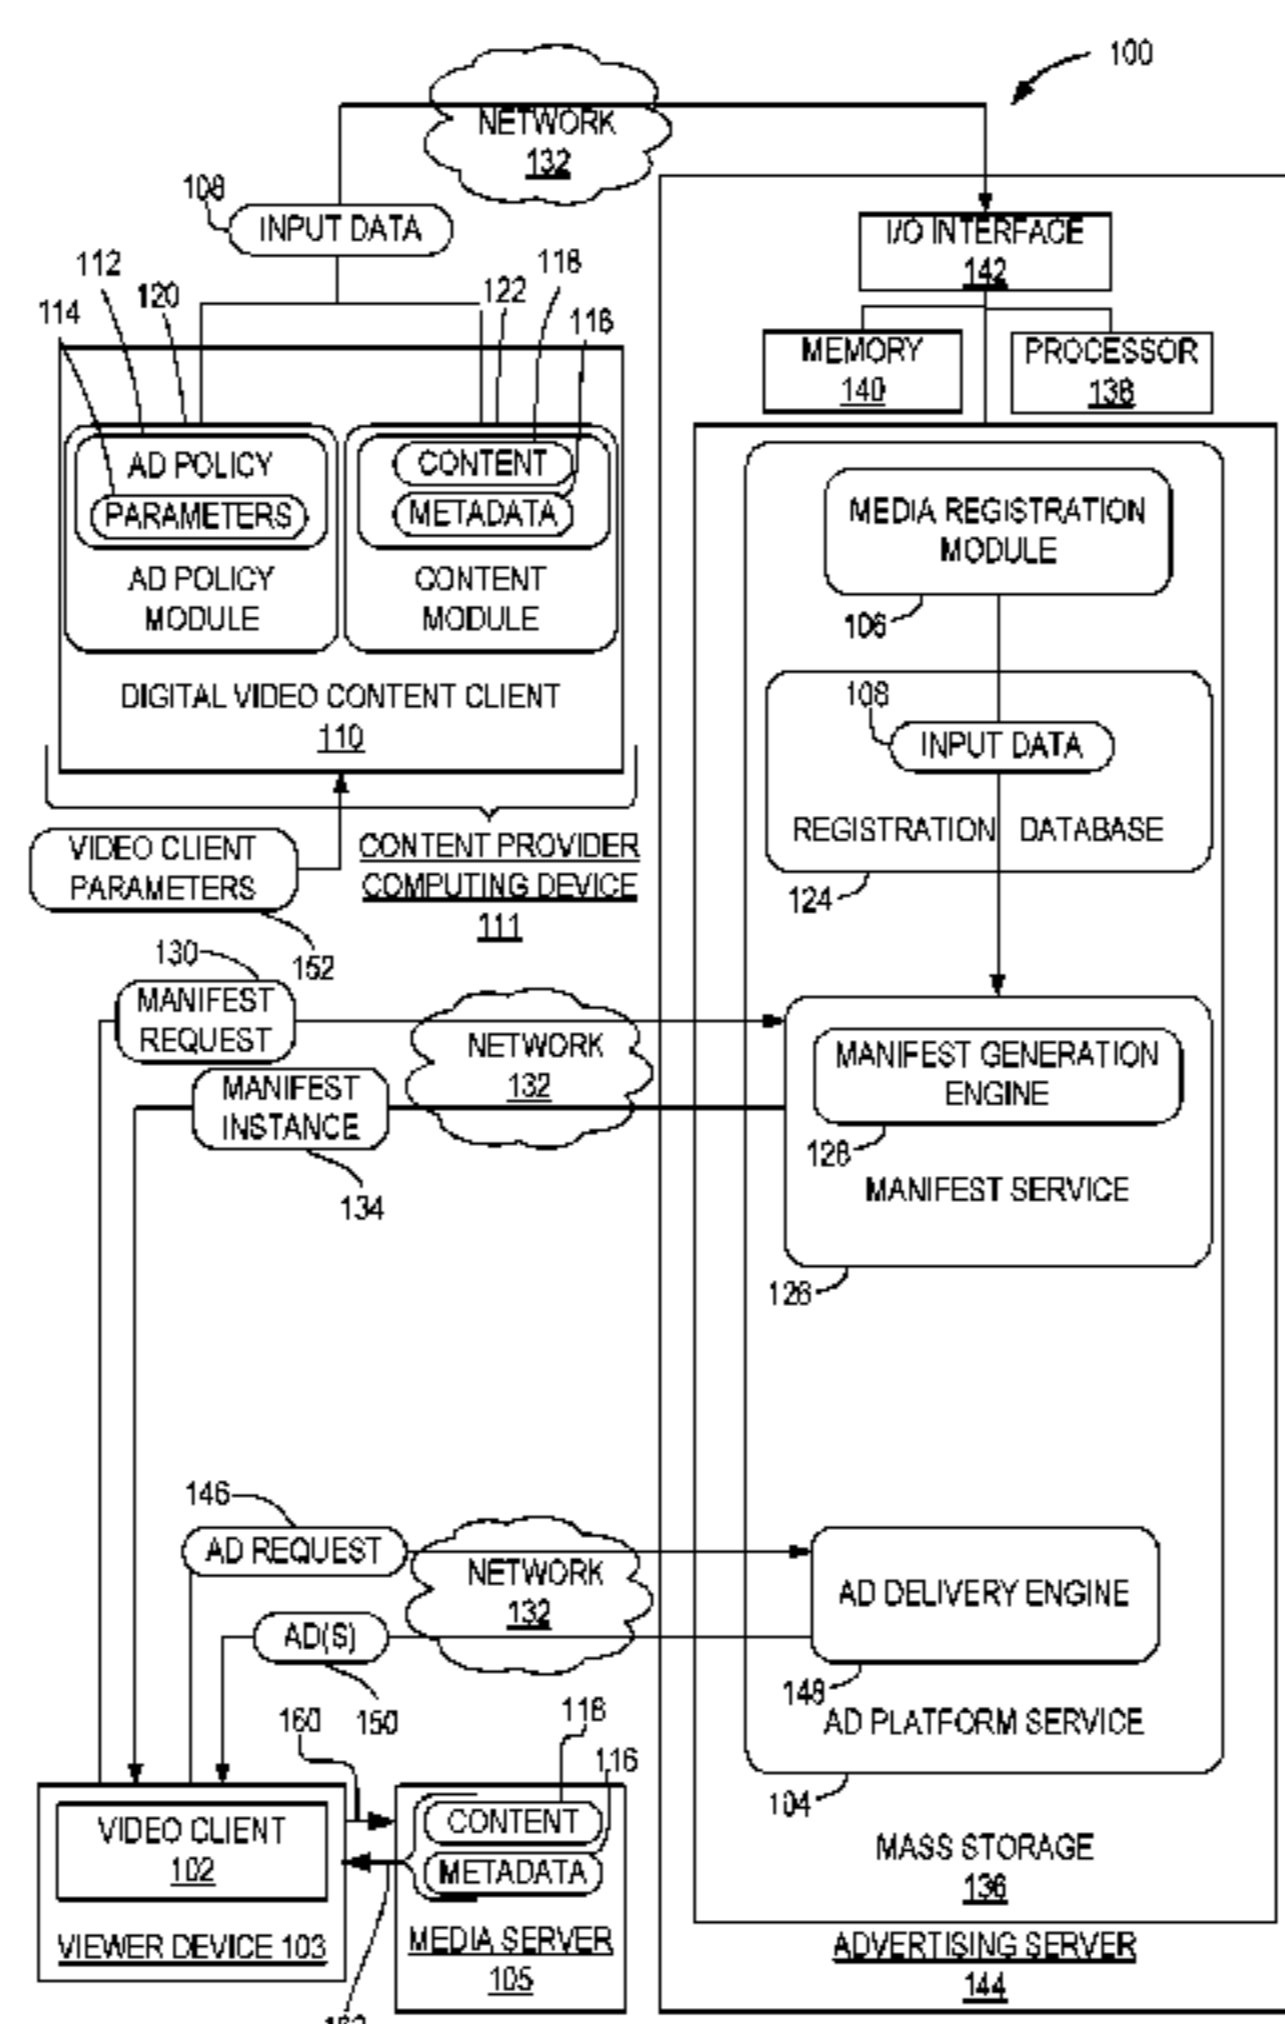 100
NETWORK
132
108
INPUT DATA
I/O INTERFACE
142
112
120
114
122
118
116
MEMORY
140
PROCESSOR
138
AD POLICY
PARAMETERS
AD POLICY
MODULE
CONTENT
METADATA
CONTENT
MODULE
DIGITAL VIDEO CONTENT CLIENT
110
MEDIA REGISTRATION
MODULE
106
108
INPUT DATA
REGISTRATION DATABASE
124
VIDEO CLIENT
PARAMETERS
152
CONTENT PROVIDER
COMPUTING DEVICE
111
130
MANIFEST
REQUEST
MANIFEST
INSTANCE
134
NETWORK
132
MANIFEST GENERATION
ENGINE
128
MANIFEST SERVICE
126
146
AD REQUEST
NETWORK
132
AD(S)
150
AD DELIVERY ENGINE
148
AD PLATFORM SERVICE
104
160
118
116
VIDEO CLIENT
102
VIEWER DEVICE 103
CONTENT
METADATA
MEDIA SERVER
105
MASS STORAGE
136
ADVERTISING SERVER
144